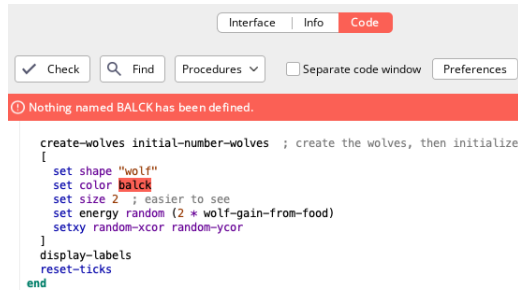 Interface Info Code
Check Find Procedures Separate code window Preferences
Nothing named BALCK has been defined.
create-wolves initial-number-wolves ; create the wolves, then initialize
[
set shape "wolf"
set color balck
set size 2 ; easier to see
set energy random (2 * wolf-gain-from-food)
setxy random-xcor random-ycor
]
display-labels
reset-ticks
end